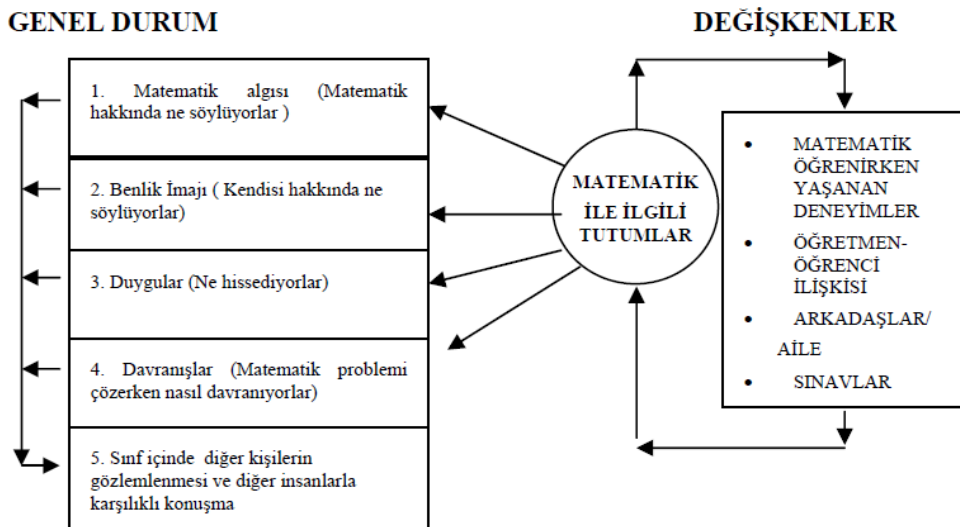 GENEL DURUM
DEĞİŞKENLER
1. Matematik algısı (Matematik
hakkında ne söylüyorlar )
2. Benlik İmajı ( Kendisi hakkında ne
söylüyorlar)
3. Duygular (Ne hissediyorlar)
4. Davranışlar (Matematik problemi
çözerken nasıl davranıyorlar)
5. Sınf içinde diğer kişilerin
gözlemlenmesi ve diğer insanlarla
karşılıklı konuşma
MATEMATİK
İLE İLGİLİ
TUTUMLAR
• MATEMATİK
ÖĞRENİRKEN
YAŞANAN
DENEYİMLER
• ÖĞRETMEN-
ÖĞRENCİ
İLİŞKİSİ
• ARKADAŞLAR/
AİLE
• SINAVLAR